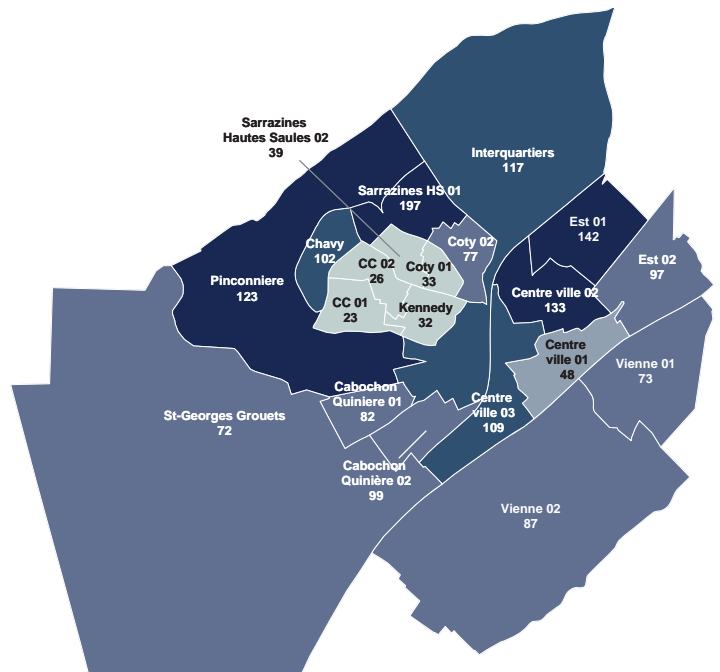 Sarrazines
Hautes Saules 02
39
Interquartiers
117
Sarrazines HS 01
197
Est 01
142
Chavy
102
Coty 02
77
Est 02
97
CC 02
26
Coty 01
33
Pinconniere
123
Centre ville 02
133
CC 01
23
Kennedy
32
Centre
ville 01
48
Vienne 01
73
Cabochon
Quiniere 01
82
Centre
ville 03
109
St-Georges Grouets
72
Cabochon
Quinière 02
99
Vienne 02
87